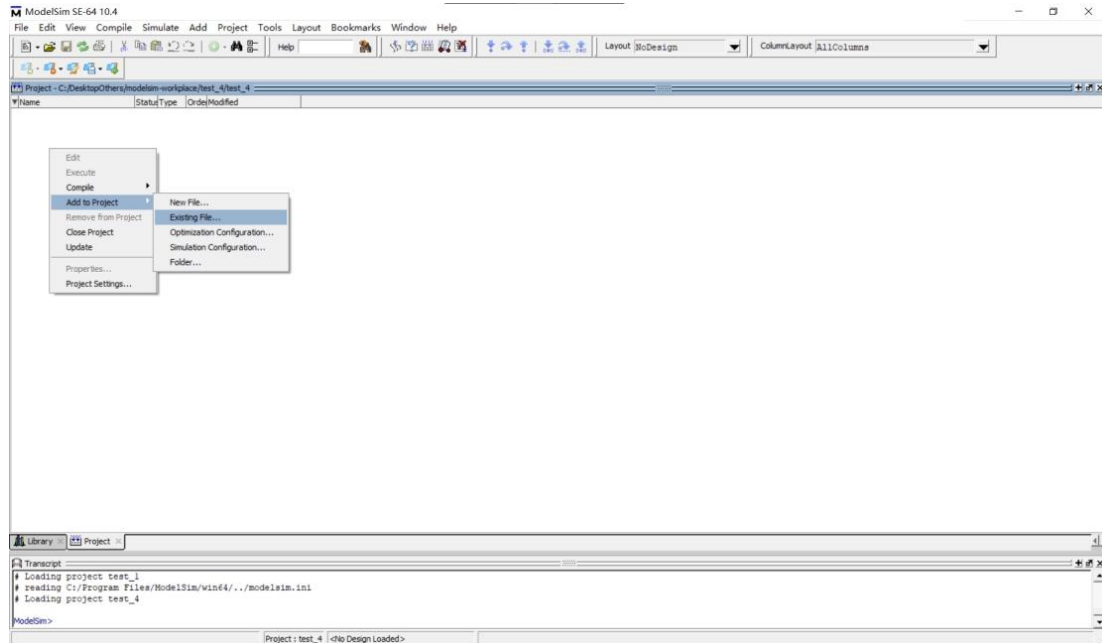 ModelSim SE-64 10.4
File Edit View Compile Simulate Add Project Tools Layout Bookmarks Window Help
Help Layout NoDesign ColumnLayout AllColumns
Project - C:/DesktopOthers/modelsim-workplace/test_4/test_4
Name Status Type Order Modified
Edit
Execute
Compile
Add to Project New File...
Remove from Project Existing File...
Close Project Optimization Configuration...
Update Simulation Configuration...
Properties... Folder...
Project Settings...
Library Project
Transcript
# Loading project test_1
# reading C:/Program Files/ModelSim/win64/../modelsim.ini
# Loading project test_4
ModelSim>
Project : test_4 <No Design Loaded>